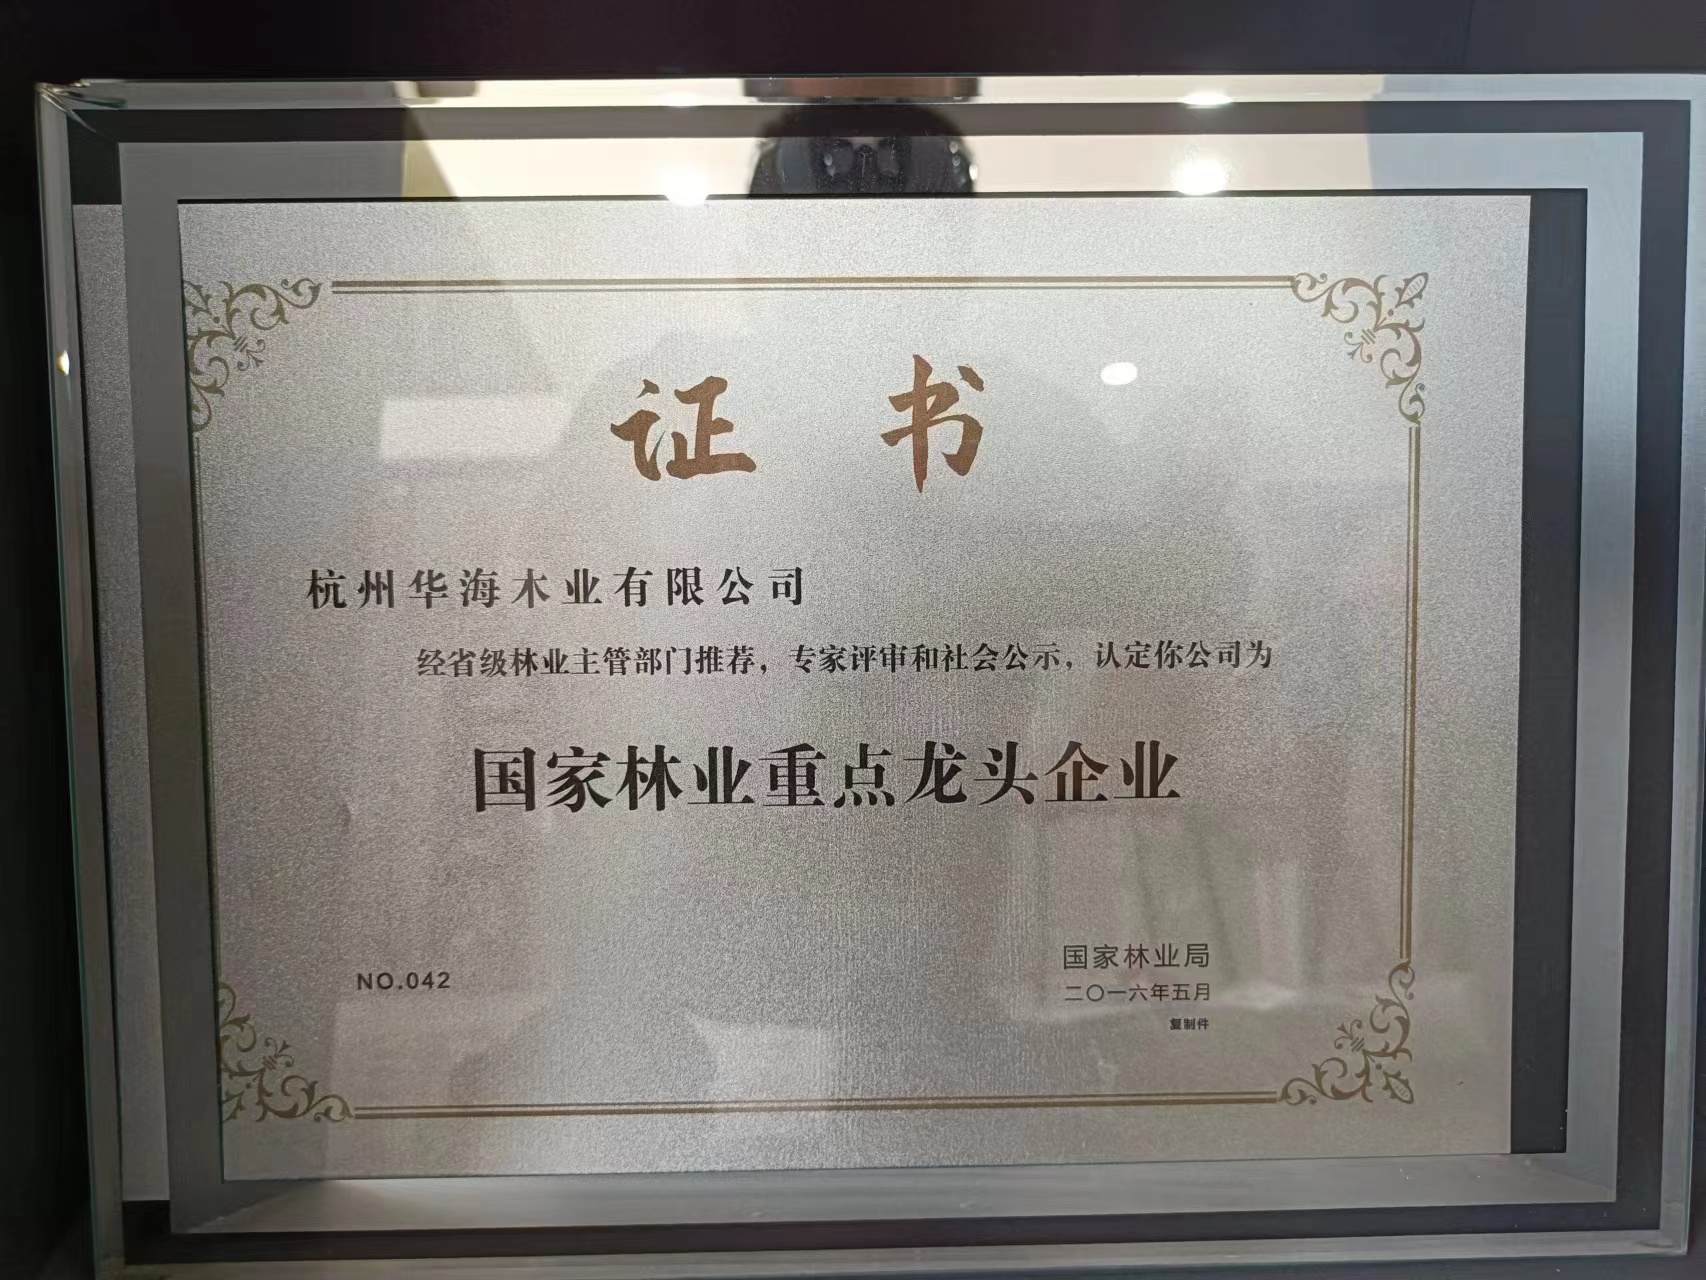 证书
杭州华海木业有限公司
经省级林业主管部门推荐，专家评审和社会公示，认定你公司为
国家林业重点龙头企业
NO.042
国家林业局
二〇一六年五月
复制件